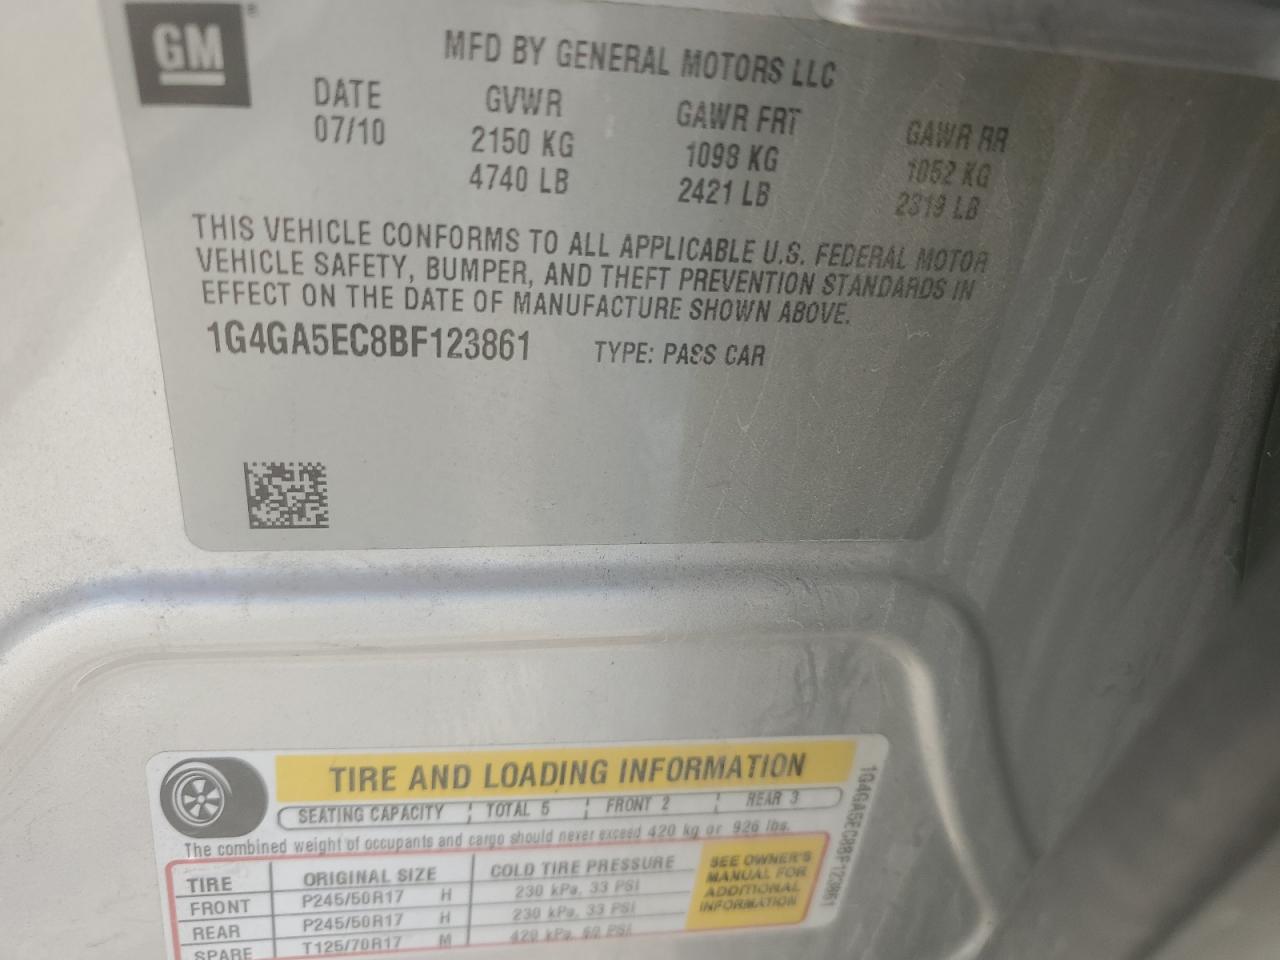 GM
MFD BY GENERAL MOTORS LLC
DATE GVWR GAWR FRT GAWR RR
07/10 2150 KG 1098 KG 1052 KG
4740 LB 2421 LB 2319 LB
THIS VEHICLE CONFORMS TO ALL APPLICABLE U.S. FEDERAL MOTOR
VEHICLE SAFETY, BUMPER, AND THEFT PREVENTION STANDARDS IN
EFFECT ON THE DATE OF MANUFACTURE SHOWN ABOVE.
1G4GA5EC8BF123861 TYPE: PASS CAR
TIRE AND LOADING INFORMATION
SEATING CAPACITY TOTAL 5 FRONT 2 REAR 3
The combined weight of occupants and cargo should never exceed 420 kg or 926 lbs.
TIRE ORIGINAL SIZE COLD TIRE PRESSURE
FRONT P245/50R17 H 230 kPa, 33 PSI
REAR P245/50R17 H 230 kPa, 33 PSI
SPARE T125/70R17 M 420 kPa, 60 PSI
SEE OWNER'S
MANUAL FOR
ADDITIONAL
INFORMATION
1G4GA5EC8BF123861